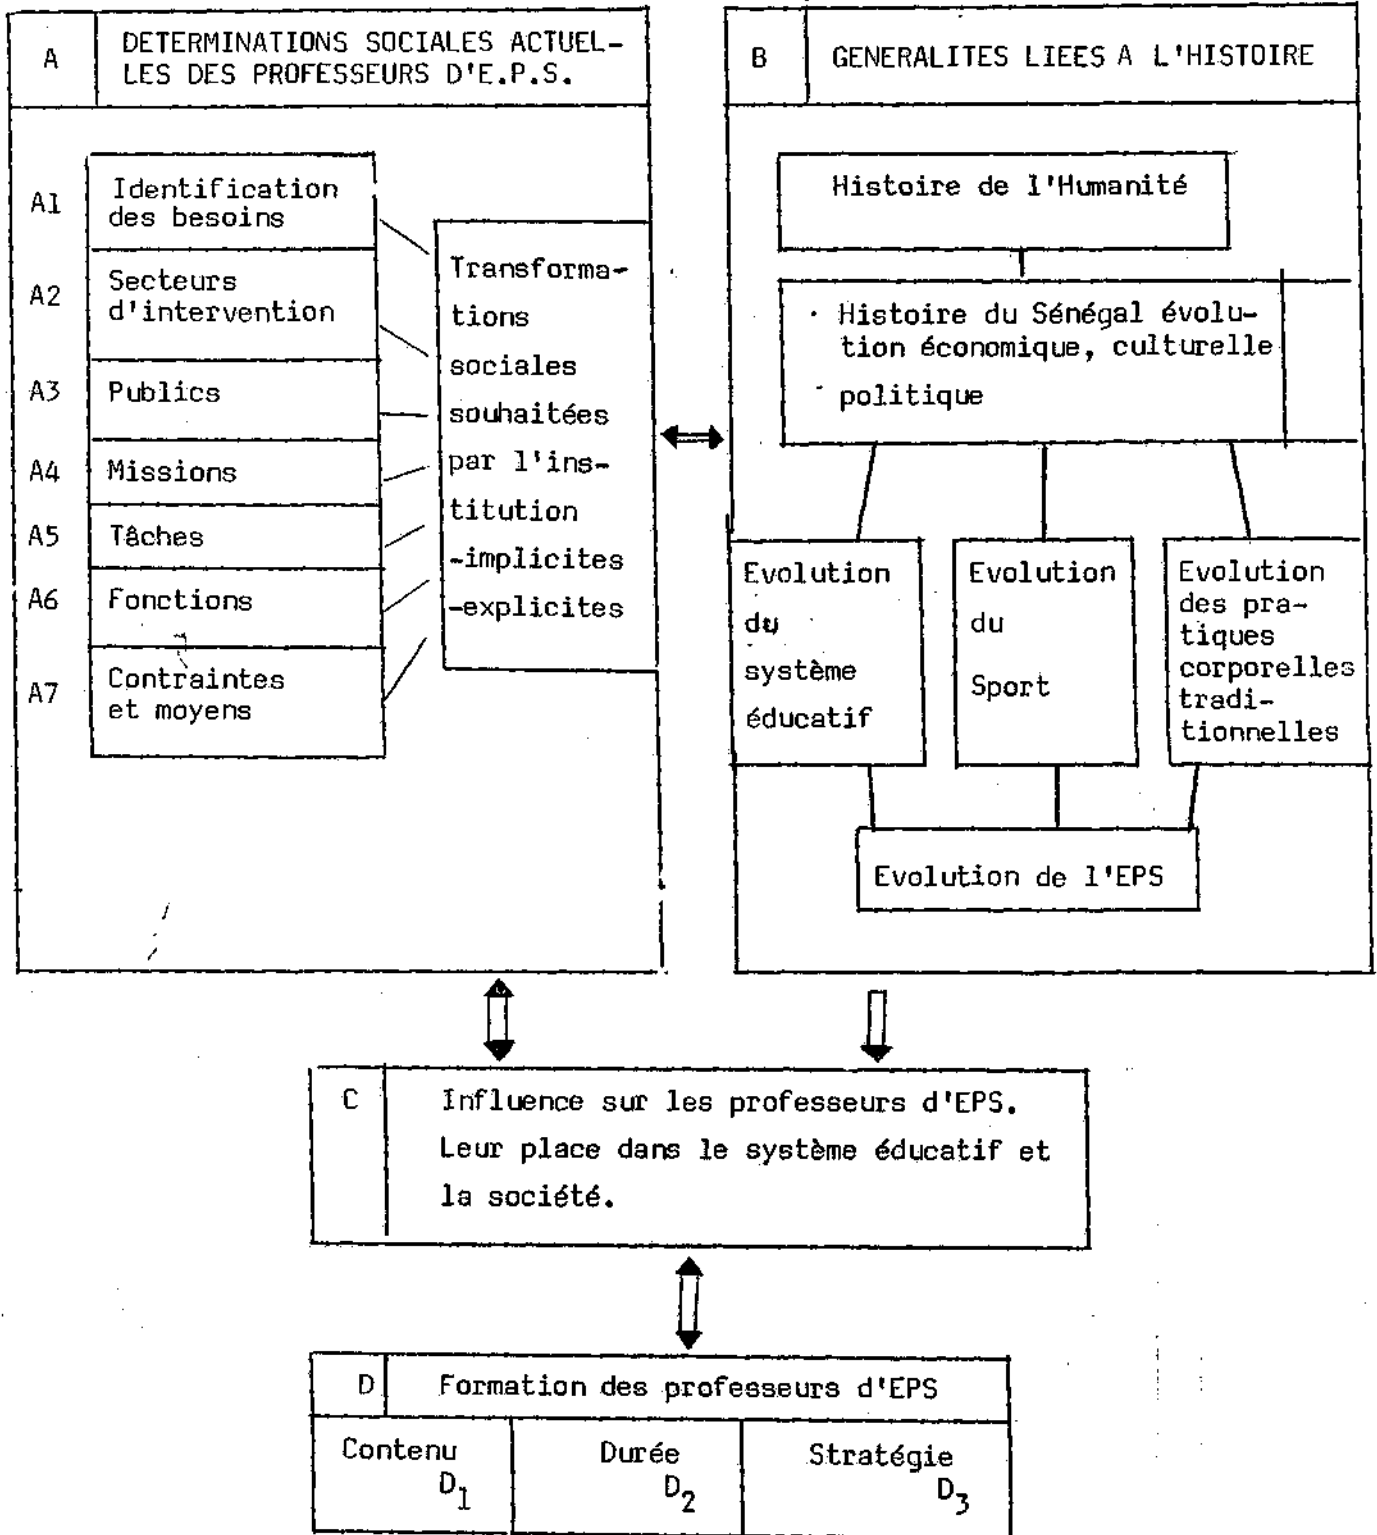 A
DETERMINATIONS SOCIALES ACTUEL-
LES DES PROFESSEURS D'E.P.S.
A1
Identification
des besoins
A2
Secteurs
d'intervention
A3
Publics
A4
Missions
A5
Tâches
A6
Fonctions
A7
Contraintes
et moyens
Transforma-
tions
sociales
souhaitées
par l'ins-
titution
-implicites
-explicites
B
GENERALITES LIEES A L'HISTOIRE
Histoire de l'Humanité
· Histoire du Sénégal évolu-
tion économique, culturelle
politique
Evolution
du
système
éducatif
Evolution
du
Sport
Evolution
des pra-
tiques
corporelles
tradi-
tionnelles
Evolution de l'EPS
C
Influence sur les professeurs d'EPS.
Leur place dans le système éducatif et
la société.
D
Formation des professeurs d'EPS
Contenu
D1
Durée
D2
Stratégie
D3